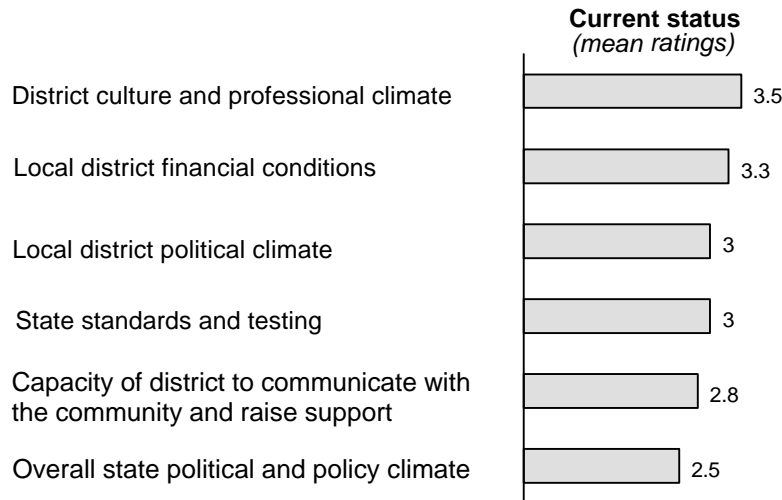 Current status
(mean ratings)
District culture and professional climate 3.5
Local district financial conditions 3.3
Local district political climate 3
State standards and testing 3
Capacity of district to communicate with
the community and raise support 2.8
Overall state political and policy climate 2.5